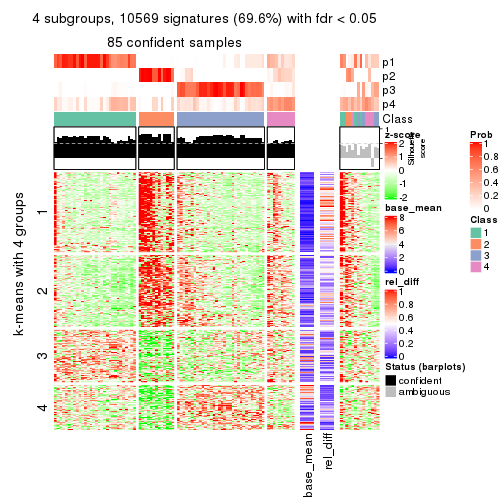 4 subgroups, 10569 signatures (69.6%) with fdr < 0.05
85 confident samples
p1
p2
p3
p4
Class
1
Silhouette
score
k-means with 4 groups
1
2
3
4
base_mean
rel_diff
z-score
2
1
0
-1
-2
base_mean
8
6
4
2
0
rel_diff
1
0.8
0.6
0.4
0.2
0
Status (barplots)
confident
ambiguous
Prob
1
0.8
0.6
0.4
0.2
0
Class
1
2
3
4